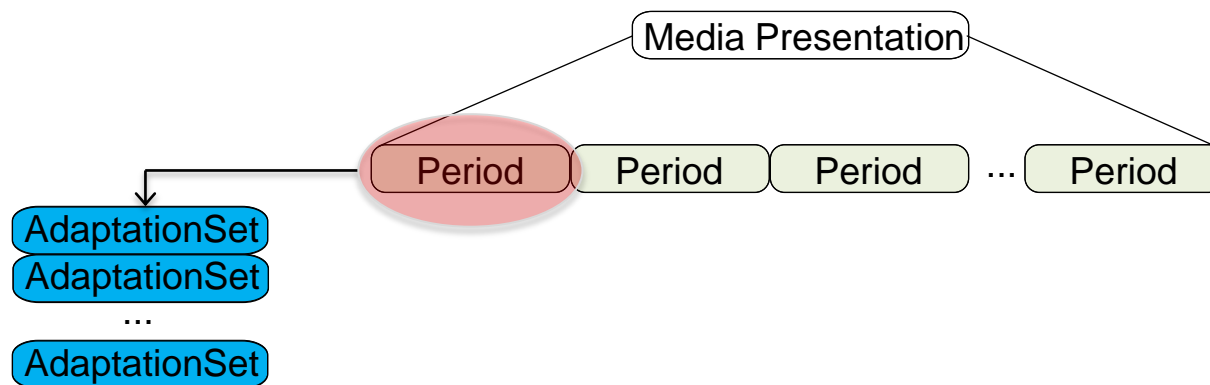 Media Presentation
Period Period Period ... Period
AdaptationSet
AdaptationSet
...
AdaptationSet